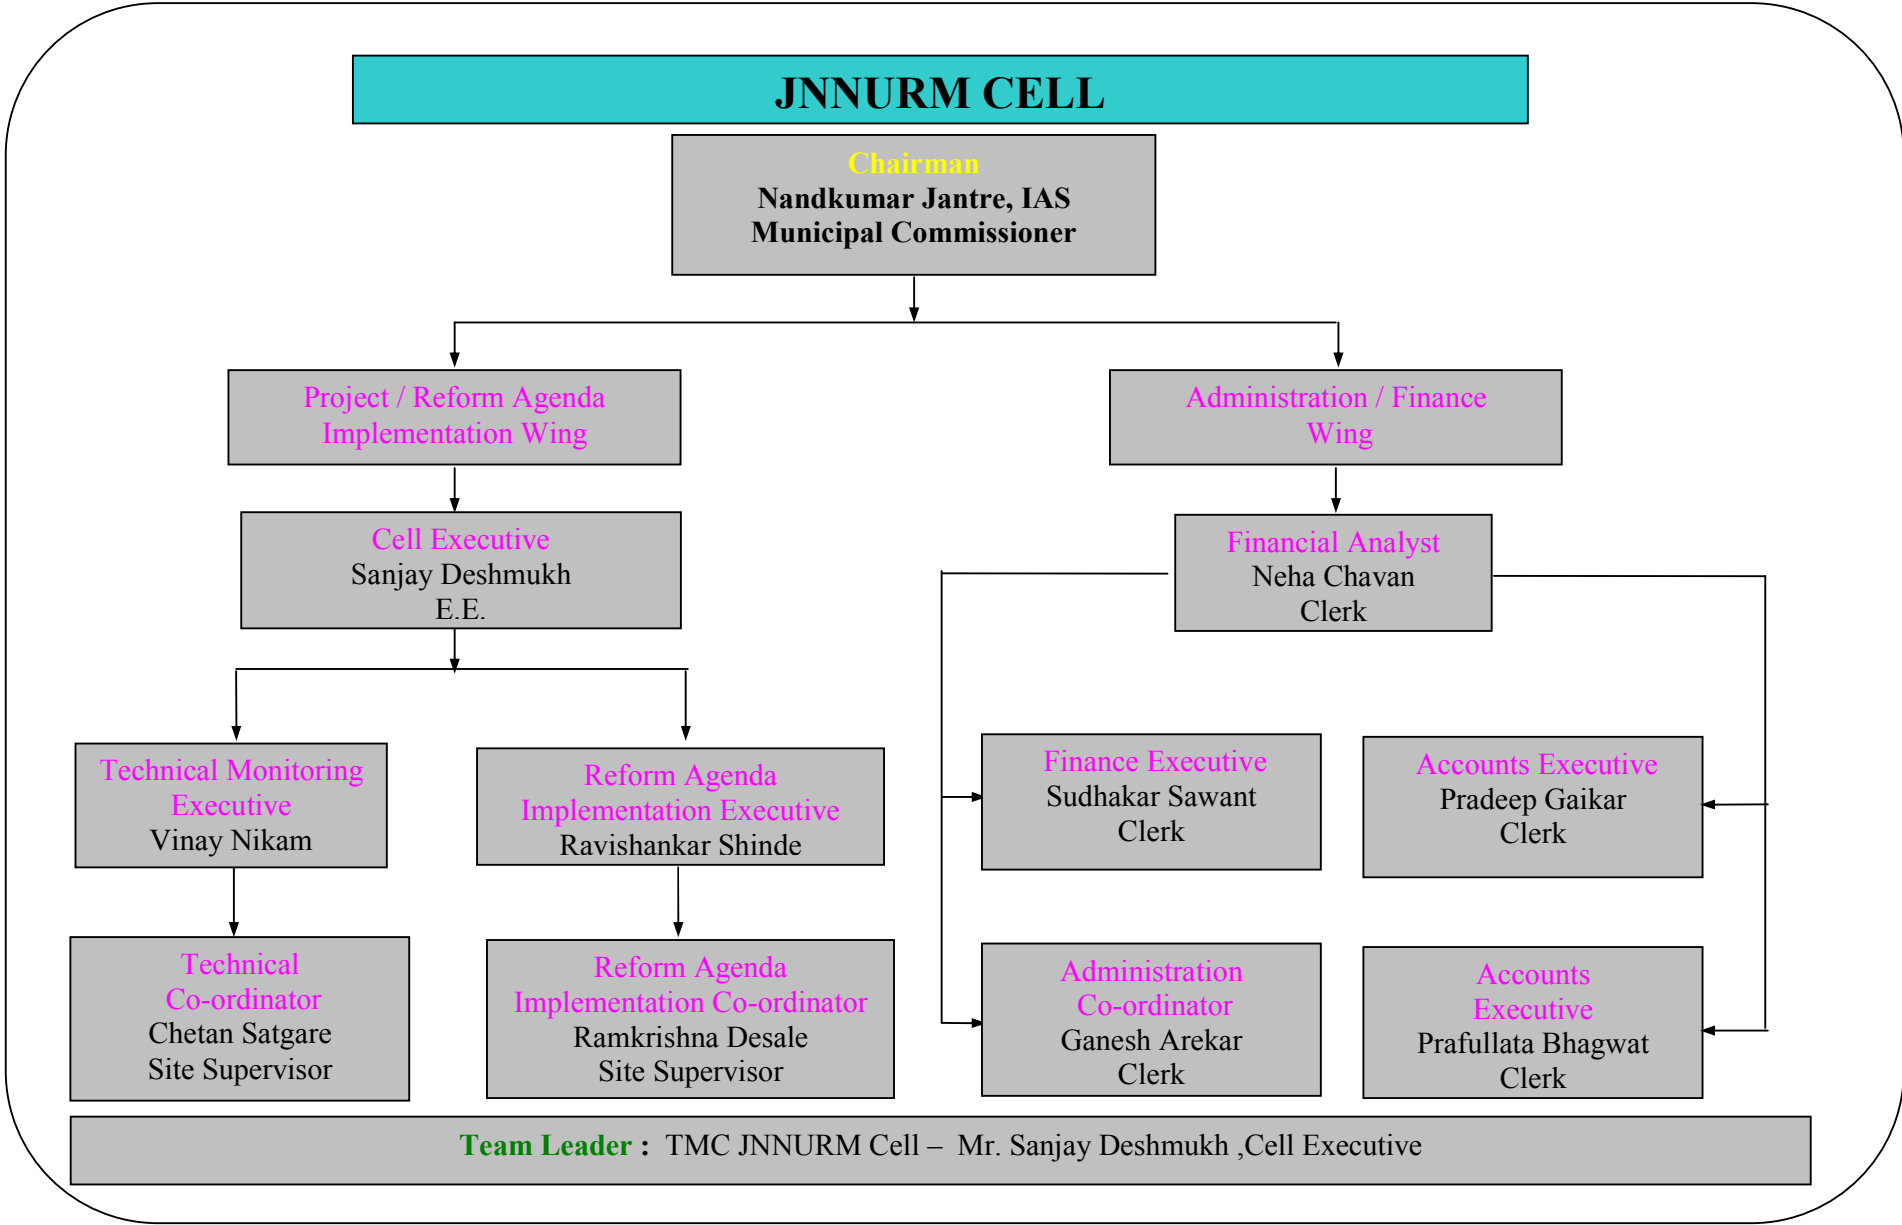 JNNURM CELL
Chairman
Nandkumar Jantre, IAS
Municipal Commissioner
Project / Reform Agenda
Implementation Wing
Administration / Finance
Wing
Cell Executive
Sanjay Deshmukh
E.E.
Financial Analyst
Neha Chavan
Clerk
Technical Monitoring
Executive
Vinay Nikam
Reform Agenda
Implementation Executive
Ravishankar Shinde
Finance Executive
Sudhakar Sawant
Clerk
Accounts Executive
Pradeep Gaikar
Clerk
Technical
Co-ordinator
Chetan Satgare
Site Supervisor
Reform Agenda
Implementation Co-ordinator
Ramkrishna Desale
Site Supervisor
Administration
Co-ordinator
Ganesh Arekar
Clerk
Accounts
Executive
Prafullata Bhagwat
Clerk
Team Leader : TMC JNNURM Cell – Mr. Sanjay Deshmukh ,Cell Executive